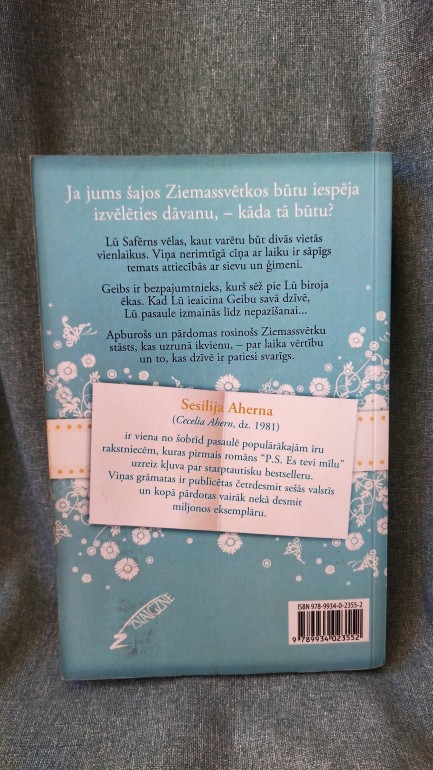 Ja jums šajos Ziemassvētkos būtu iespēja
izvēlēties dāvanu, – kāda tā būtu?
Lū Safērns vēlas, kaut varētu būt divās vietās
vienlaikus. Viņa nerimtīgā cīņa ar laiku ir sāpīgs
temats attiecībās ar sievu un ģimeni.
Geibs ir bezpajumtnieks, kurš sēž pie Lū biroja
ēkas. Kad Lū ieaicina Geibu savā dzīvē,
Lū pasaule izmainās līdz nepazīšanai...
Apburošs un pārdomas rosinošs Ziemassvētku
stāsts, kas uzrunā ikvienu, – par laika vērtību
un to, kas dzīvē ir patiesi svarīgs.
Sesilija Aherna
(Cecelia Ahern, dz. 1981)
ir viena no šobrīd pasaulē populārākajām īru
rakstniecēm, kuras pirmais romāns “P.S. Es tevi mīlu”
uzreiz kļuva par starptautisku bestselleru.
Viņas grāmatas ir publicētas četrdesmit sešās valstīs
un kopā pārdotas vairāk nekā desmit
miljonos eksemplāru.
ZVAIGZNE
ISBN 978-9934-0-2355-2
9 789934 023552